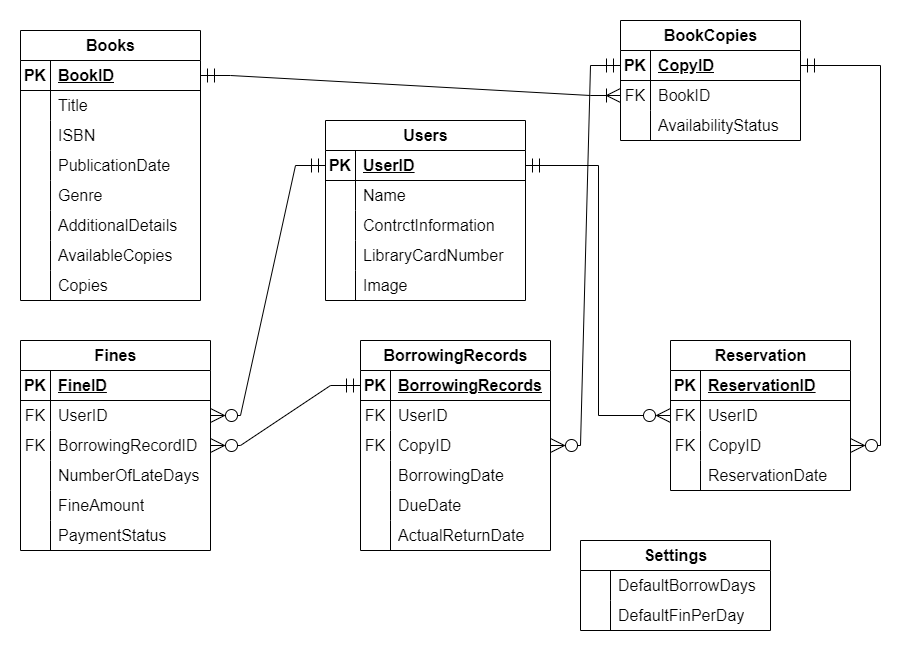 Books
PK BookID
Title
ISBN
PublicationDate
Genre
AdditionalDetails
AvailableCopies
Copies
Users
PK UserID
Name
ContrctInformation
LibraryCardNumber
Image
BookCopies
PK CopyID
FK BookID
AvailabilityStatus
Fines
PK FineID
FK UserID
FK BorrowingRecordID
NumberOfLateDays
FineAmount
PaymentStatus
BorrowingRecords
PK BorrowingRecords
FK UserID
FK CopyID
BorrowingDate
DueDate
ActualReturnDate
Reservation
PK ReservationID
FK UserID
FK CopyID
ReservationDate
Settings
DefaultBorrowDays
DefaultFinPerDay